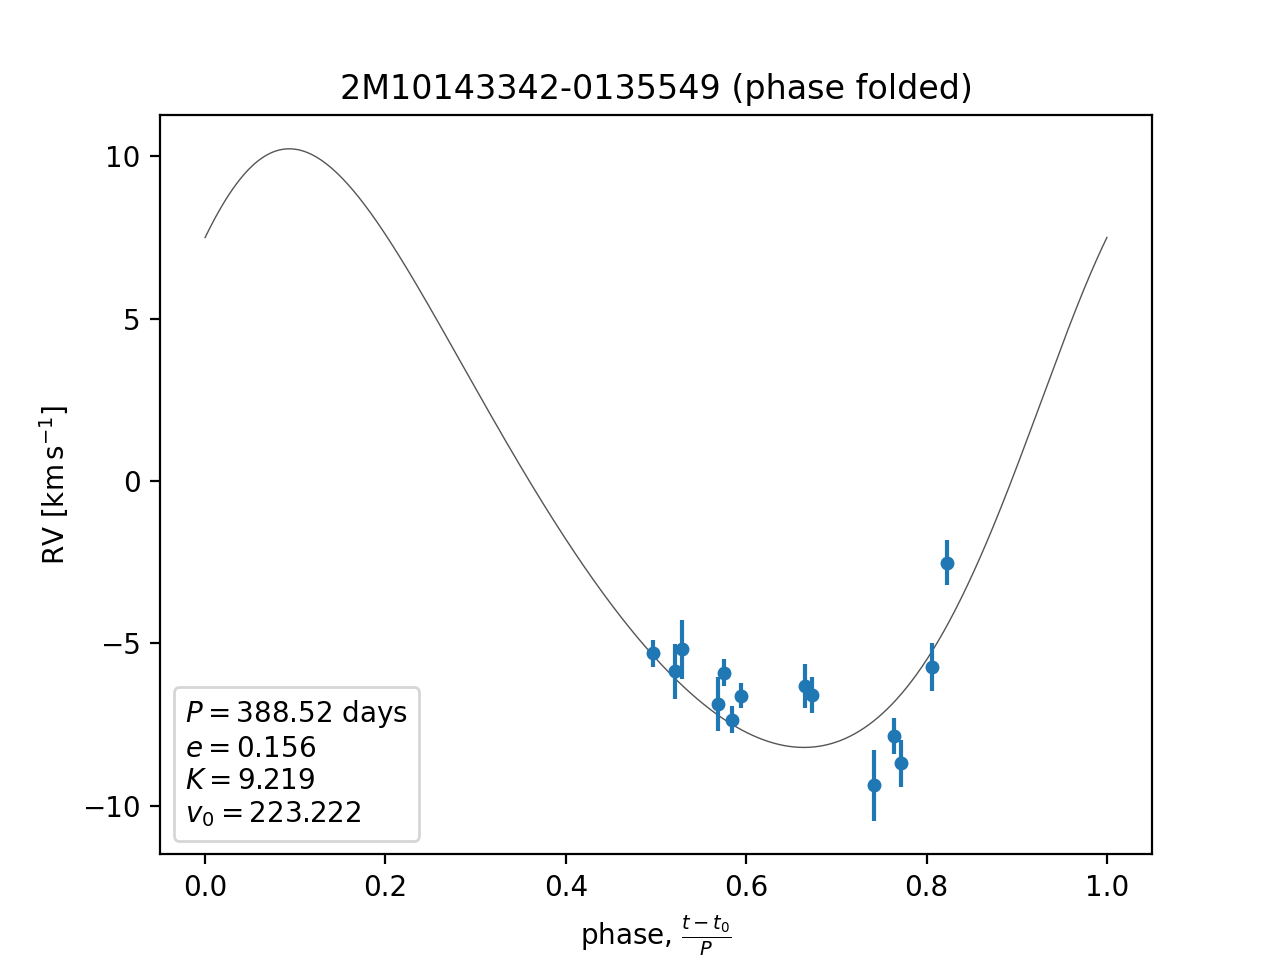 2M10143342-0135549 (phase folded)
10
5
0
−5
−10
RV [km s⁻¹]
P = 388.52 days
e = 0.156
K = 9.219
v₀ = 223.222
0.0 0.2 0.4 0.6 0.8 1.0
phase, (t − t₀)/P